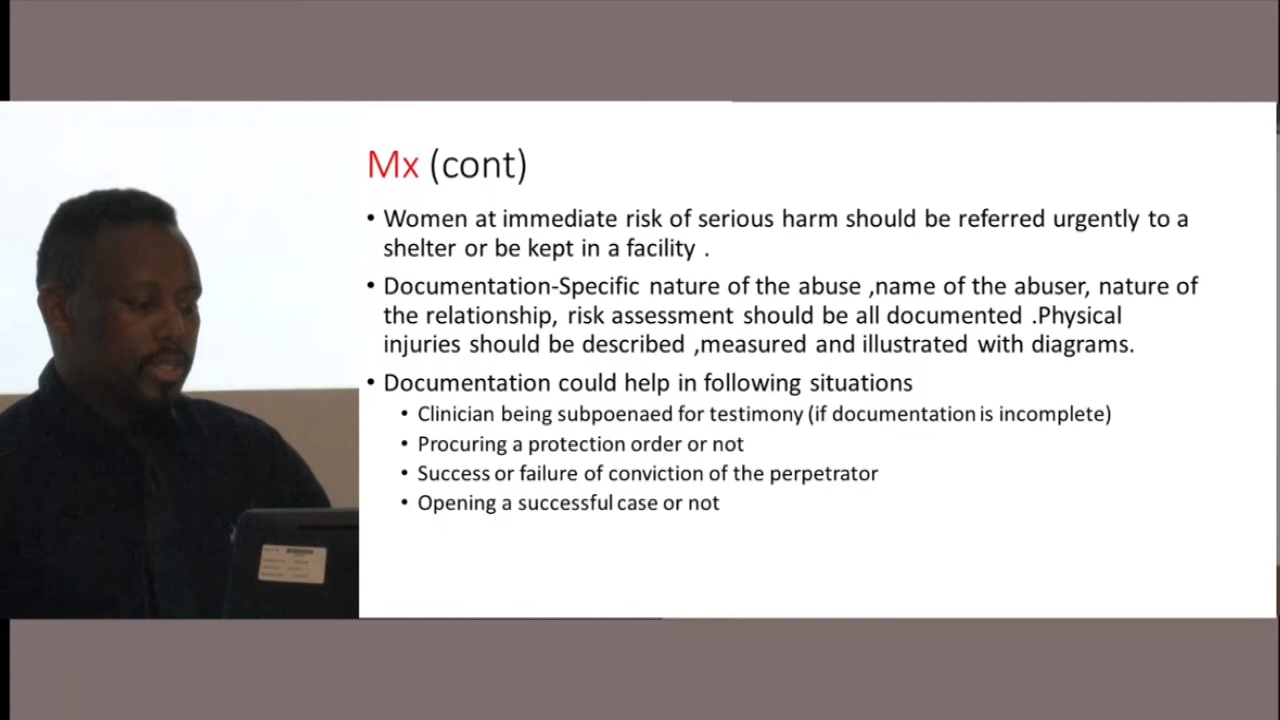 Mx (cont)
• Women at immediate risk of serious harm should be referred urgently to a
shelter or be kept in a facility .
• Documentation-Specific nature of the abuse ,name of the abuser, nature of
the relationship, risk assessment should be all documented .Physical
injuries should be described ,measured and illustrated with diagrams.
• Documentation could help in following situations
• Clinician being subpoenaed for testimony (if documentation is incomplete)
• Procuring a protection order or not
• Success or failure of conviction of the perpetrator
• Opening a successful case or not